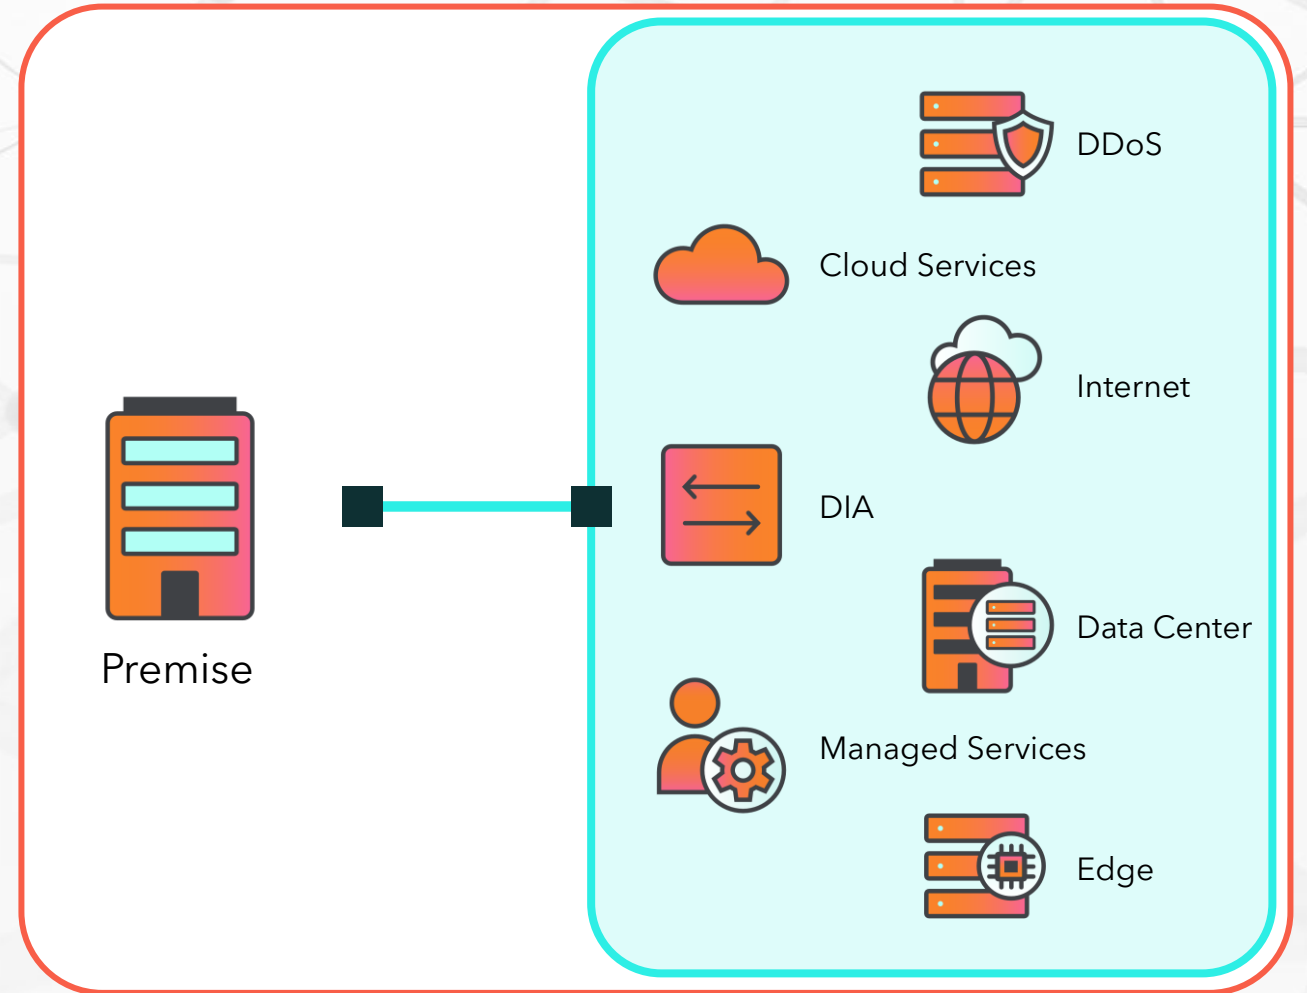 DDoS
Cloud Services
Internet
DIA
Data Center
Premise
Managed Services
Edge